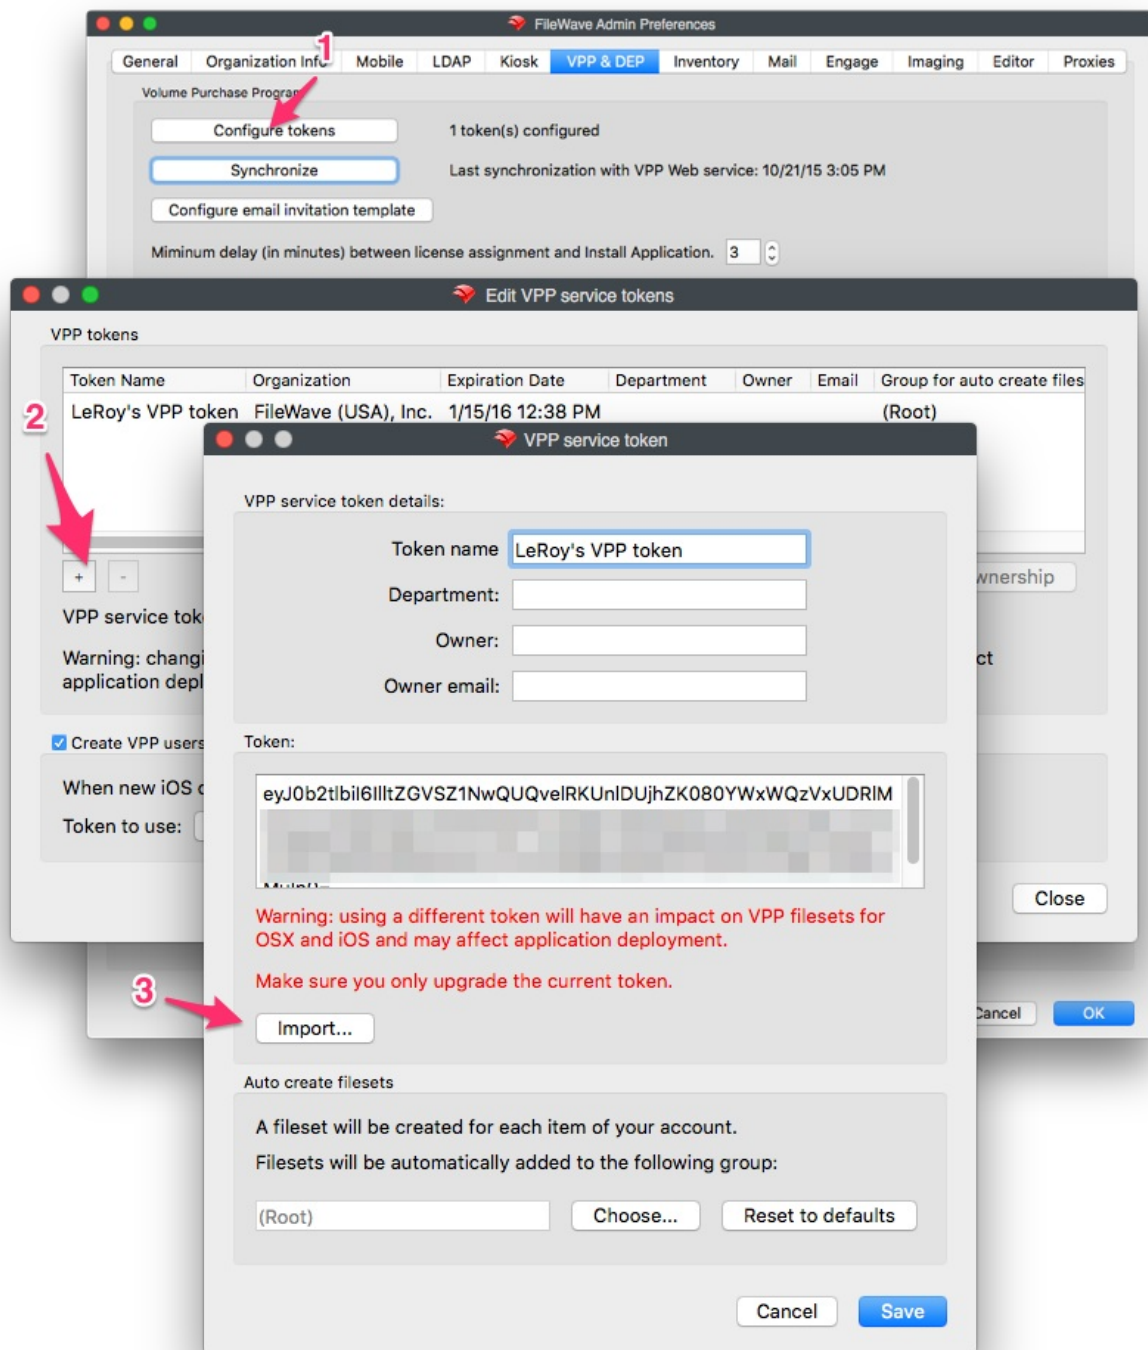 FileWave Admin Preferences
1
General Organization Info Mobile LDAP Kiosk VPP & DEP Inventory Mail Engage Imaging Editor Proxies
Volume Purchase Program
Configure tokens 1 token(s) configured
Synchronize Last synchronization with VPP Web service: 10/21/15 3:05 PM
Configure email invitation template
Miminum delay (in minutes) between license assignment and Install Application. 3
Edit VPP service tokens
VPP tokens
Token Name Organization Expiration Date Department Owner Email Group for auto create files
LeRoy's VPP token FileWave (USA), Inc. 1/15/16 12:38 PM (Root)
2
VPP service token
VPP service token details:
Token name LeRoy's VPP token
Department:
Owner:
Owner email:
+ - wnership
VPP service tok
Warning: changi ct
application depl
Create VPP users
When new iOS
Token to use:
Token:
Warning: using a different token will have an impact on VPP filesets for
OSX and iOS and may affect application deployment.
Make sure you only upgrade the current token.
3
Import...
Close
Cancel OK
Auto create filesets
A fileset will be created for each item of your account.
Filesets will be automatically added to the following group:
(Root) Choose... Reset to defaults
Cancel Save